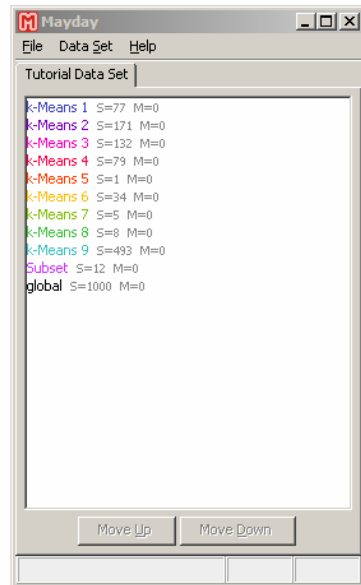 Mayday
File Data Set Help
Tutorial Data Set
k-Means 1 S=77 M=0
k-Means 2 S=171 M=0
k-Means 3 S=132 M=0
k-Means 4 S=79 M=0
k-Means 5 S=1 M=0
k-Means 6 S=34 M=0
k-Means 7 S=5 M=0
k-Means 8 S=8 M=0
k-Means 9 S=493 M=0
Subset S=12 M=0
global S=1000 M=0
Move Up Move Down